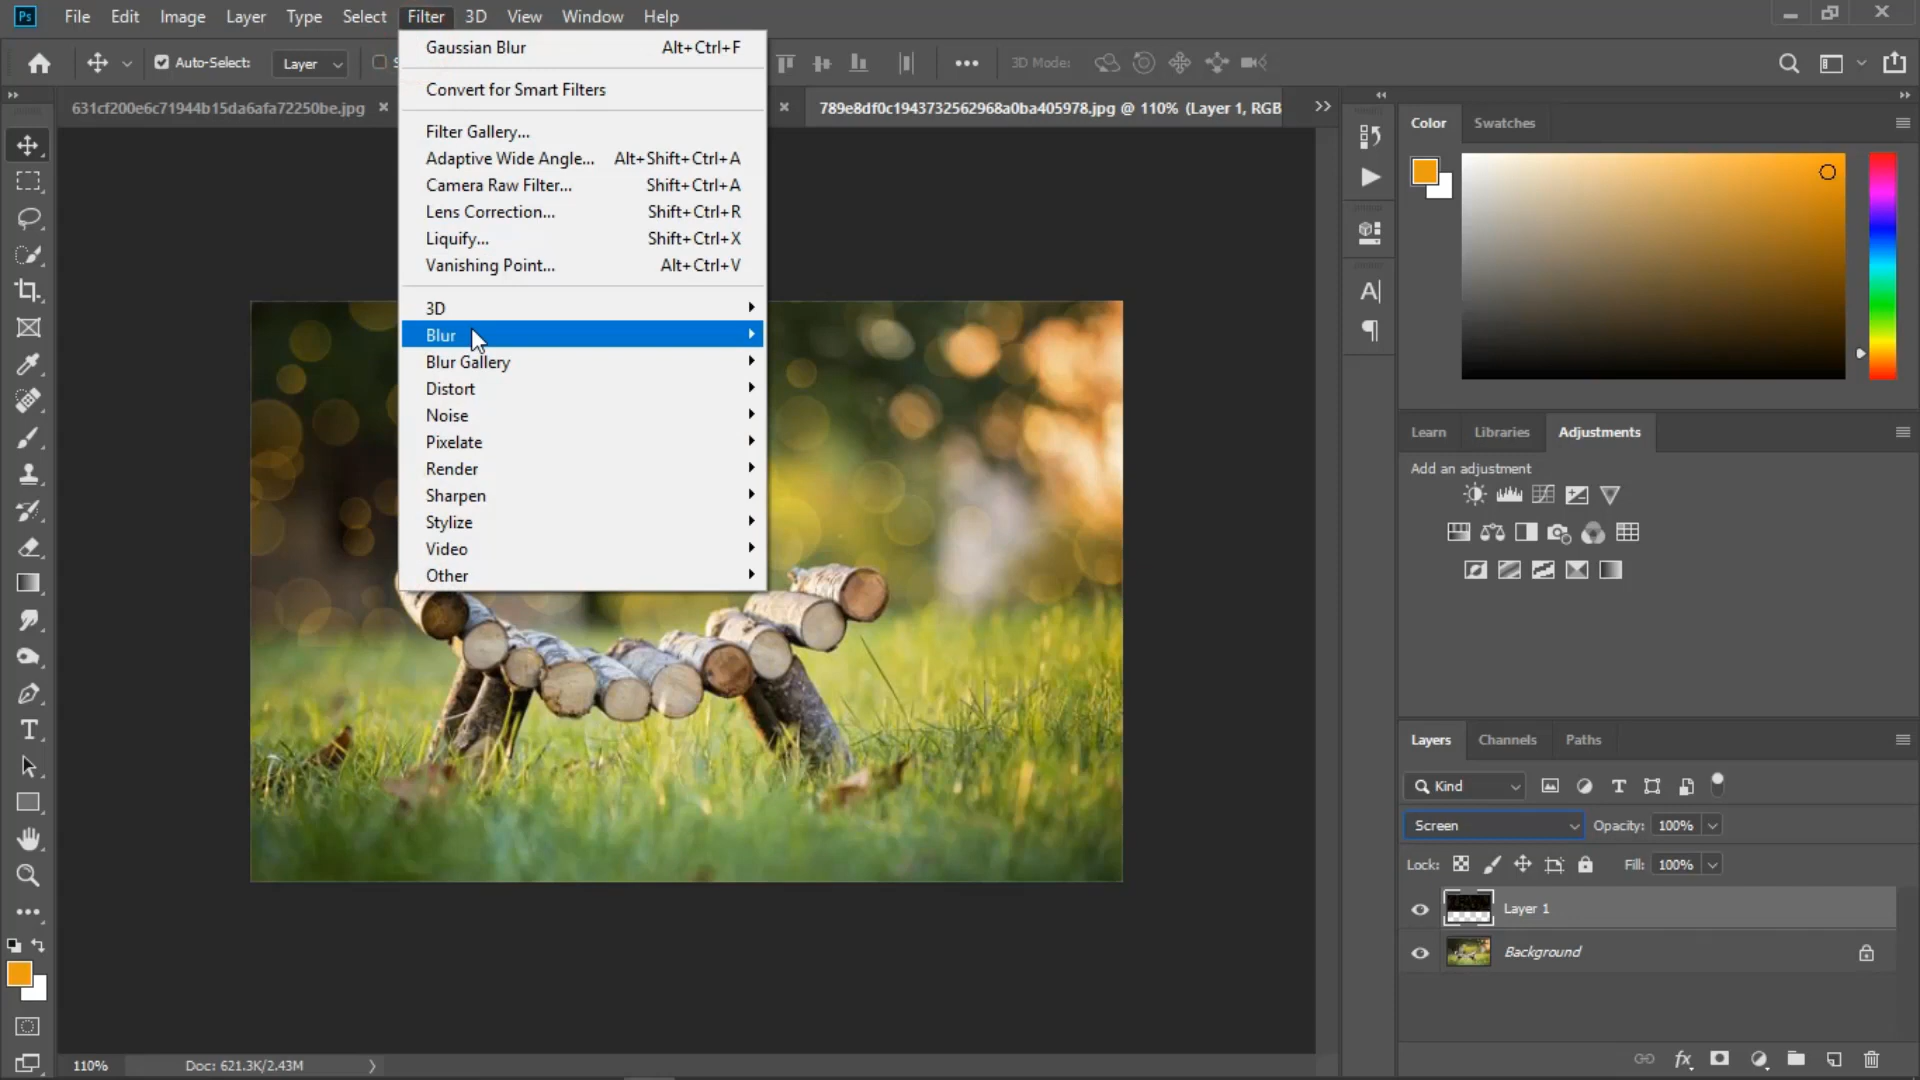 Ps File Edit Image Layer Type Select Filter 3D View Window Help
Auto-Select: Layer 3D Mode:
631cf200e6c71944b15da6afa72250be.jpg 789e8df0c1943732562968a0ba405978.jpg @ 110% (Layer 1, RGB
Gaussian Blur Alt+Ctrl+F
Convert for Smart Filters
Filter Gallery...
Adaptive Wide Angle... Alt+Shift+Ctrl+A
Camera Raw Filter... Shift+Ctrl+A
Lens Correction... Shift+Ctrl+R
Liquify... Shift+Ctrl+X
Vanishing Point... Alt+Ctrl+V
3D
Blur
Blur Gallery
Distort
Noise
Pixelate
Render
Sharpen
Stylize
Video
Other
Color Swatches
Learn Libraries Adjustments
Add an adjustment
Layers Channels Paths
Kind
Screen Opacity: 100%
Lock: Fill: 100%
Layer 1
Background
110% Doc: 621.3K/2.43M